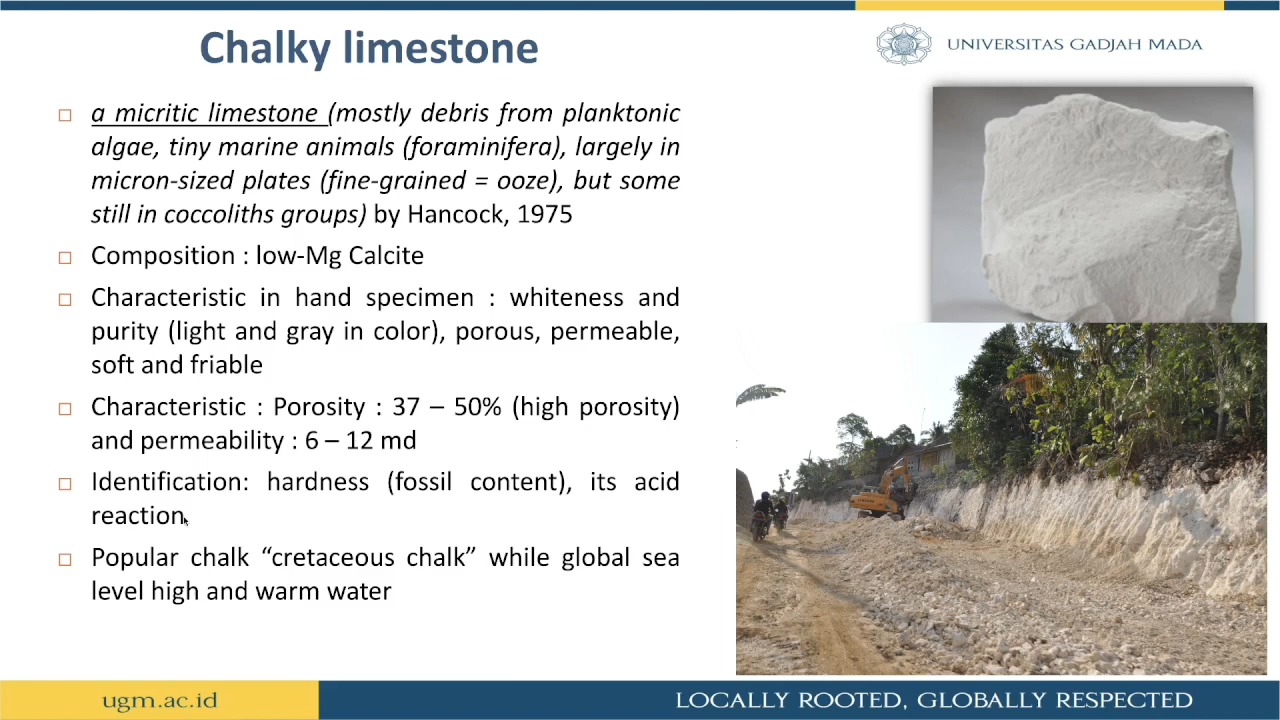 Chalky limestone
UNIVERSITAS GADJAH MADA
□ a micritic limestone (mostly debris from planktonic
algae, tiny marine animals (foraminifera), largely in
micron-sized plates (fine-grained = ooze), but some
still in coccoliths groups) by Hancock, 1975
□ Composition : low-Mg Calcite
□ Characteristic in hand specimen : whiteness and
purity (light and gray in color), porous, permeable,
soft and friable
□ Characteristic : Porosity : 37 – 50% (high porosity)
and permeability : 6 – 12 md
□ Identification: hardness (fossil content), its acid
reaction
□ Popular chalk “cretaceous chalk” while global sea
level high and warm water
ugm.ac.id
LOCALLY ROOTED, GLOBALLY RESPECTED